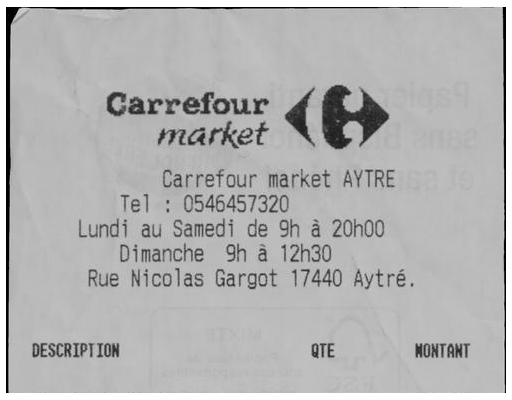 Carrefour
market
Carrefour market AYTRE
Tel : 0546457320
Lundi au Samedi de 9h à 20h00
Dimanche 9h à 12h30
Rue Nicolas Gargot 17440 Aytré.
DESCRIPTION QTE MONTANT